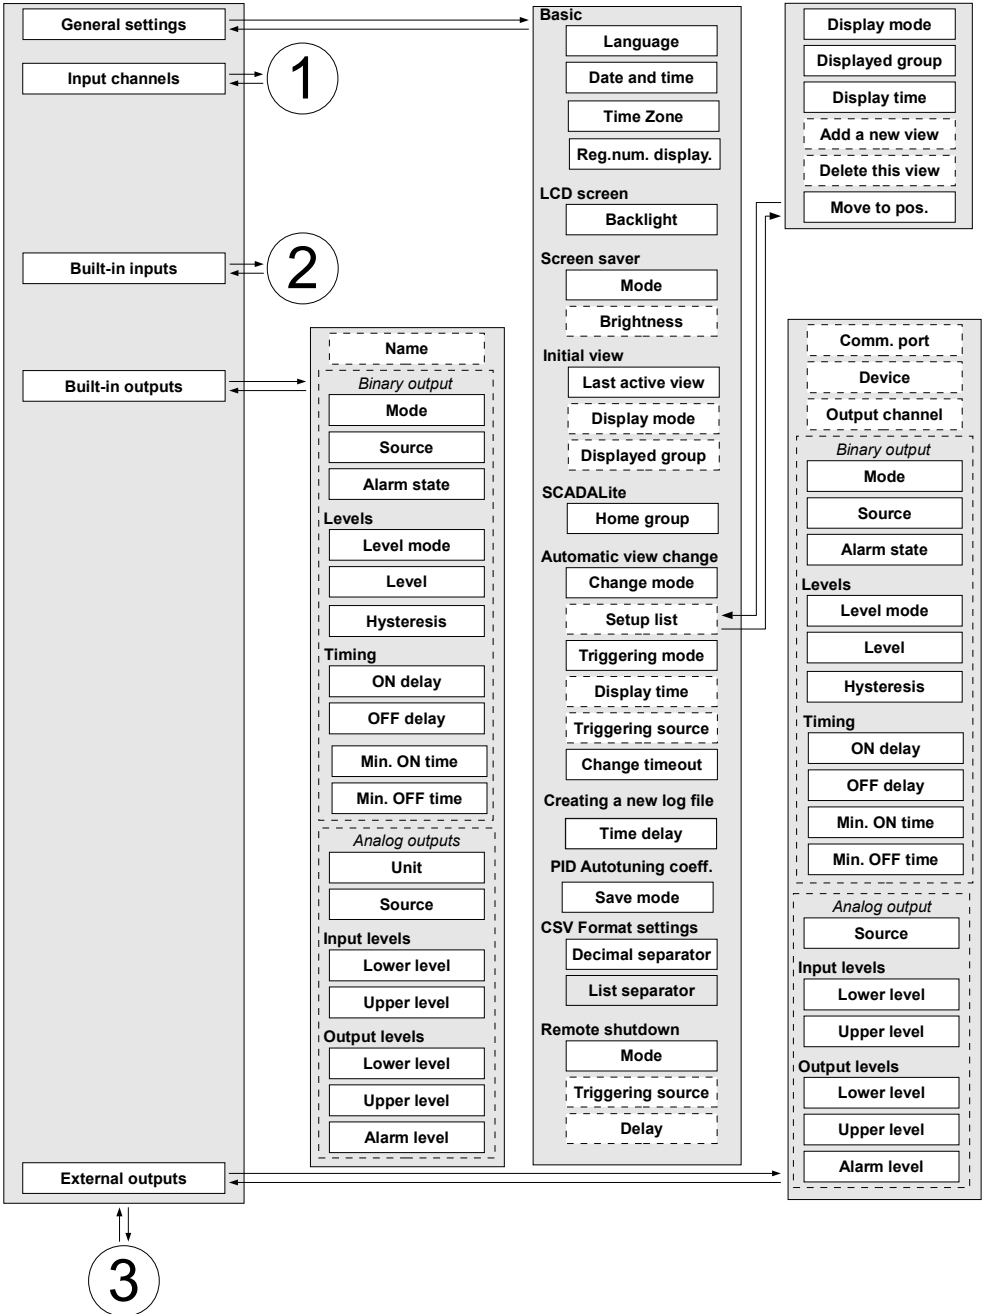 General settings
Input channels
1
Built-in inputs
2
Built-in outputs
External outputs
3
Name
Binary output
Mode
Source
Alarm state
Levels
Level mode
Level
Hysteresis
Timing
ON delay
OFF delay
Min. ON time
Min. OFF time
Analog outputs
Unit
Source
Input levels
Lower level
Upper level
Output levels
Lower level
Upper level
Alarm level
Basic
Language
Date and time
Time Zone
Reg.num. display.
LCD screen
Backlight
Screen saver
Mode
Brightness
Initial view
Last active view
Display mode
Displayed group
SCADALite
Home group
Automatic view change
Change mode
Setup list
Triggering mode
Display time
Triggering source
Change timeout
Creating a new log file
Time delay
PID Autotuning coeff.
Save mode
CSV Format settings
Decimal separator
List separator
Remote shutdown
Mode
Triggering source
Delay
Display mode
Displayed group
Display time
Add a new view
Delete this view
Move to pos.
Comm. port
Device
Output channel
Binary output
Mode
Source
Alarm state
Levels
Level mode
Level
Hysteresis
Timing
ON delay
OFF delay
Min. ON time
Min. OFF time
Analog output
Source
Input levels
Lower level
Upper level
Output levels
Lower level
Upper level
Alarm level